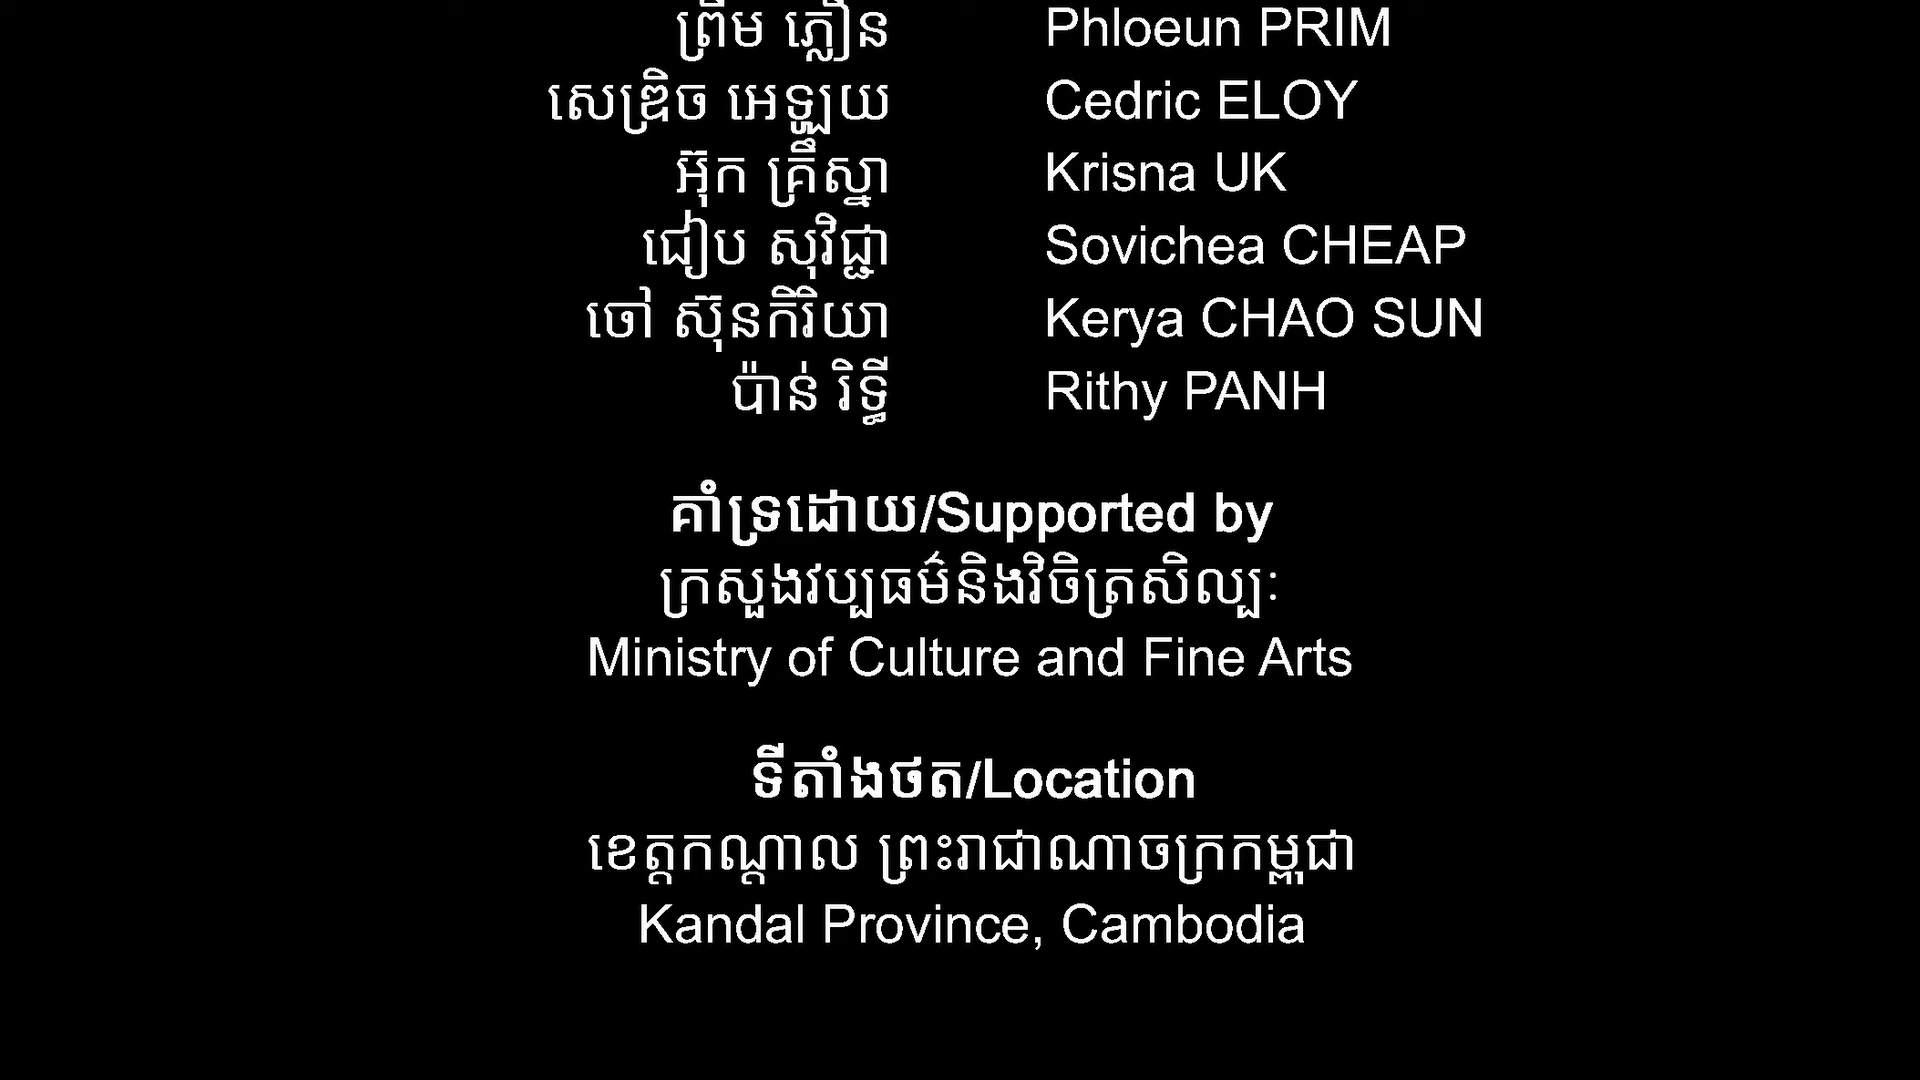 ព្រីម ភ្លឿន Phloeun PRIM
សេឌ្រិច អេឡូយ Cedric ELOY
អ៊ុក គ្រឹស្នា Krisna UK
ជៀប សុវិជ្ជា Sovichea CHEAP
ចៅ ស៊ុនកិរិយា Kerya CHAO SUN
ប៉ាន់ រិទ្ធី Rithy PANH
គាំទ្រដោយ/Supported by
ក្រសួងវប្បធម៌និងវិចិត្រសិល្បៈ
Ministry of Culture and Fine Arts
ទីតាំងថត/Location
ខេត្តកណ្ដាល ព្រះរាជាណាចក្រកម្ពុជា
Kandal Province, Cambodia